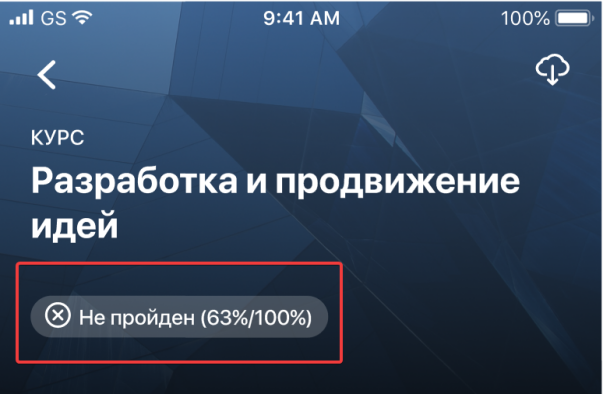 GS 9:41 AM 100%
КУРС
Разработка и продвижение
идей
Не пройден (63%/100%)